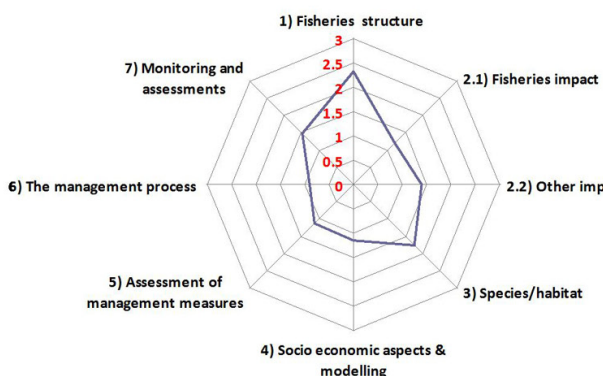 1) Fisheries structure
3
2.5
2
1.5
1
0.5
0
2.1) Fisheries impact
2.2) Other imp
3) Species/habitat
4) Socio economic aspects &
modelling
5) Assessment of
management measures
6) The management process
7) Monitoring and
assessments